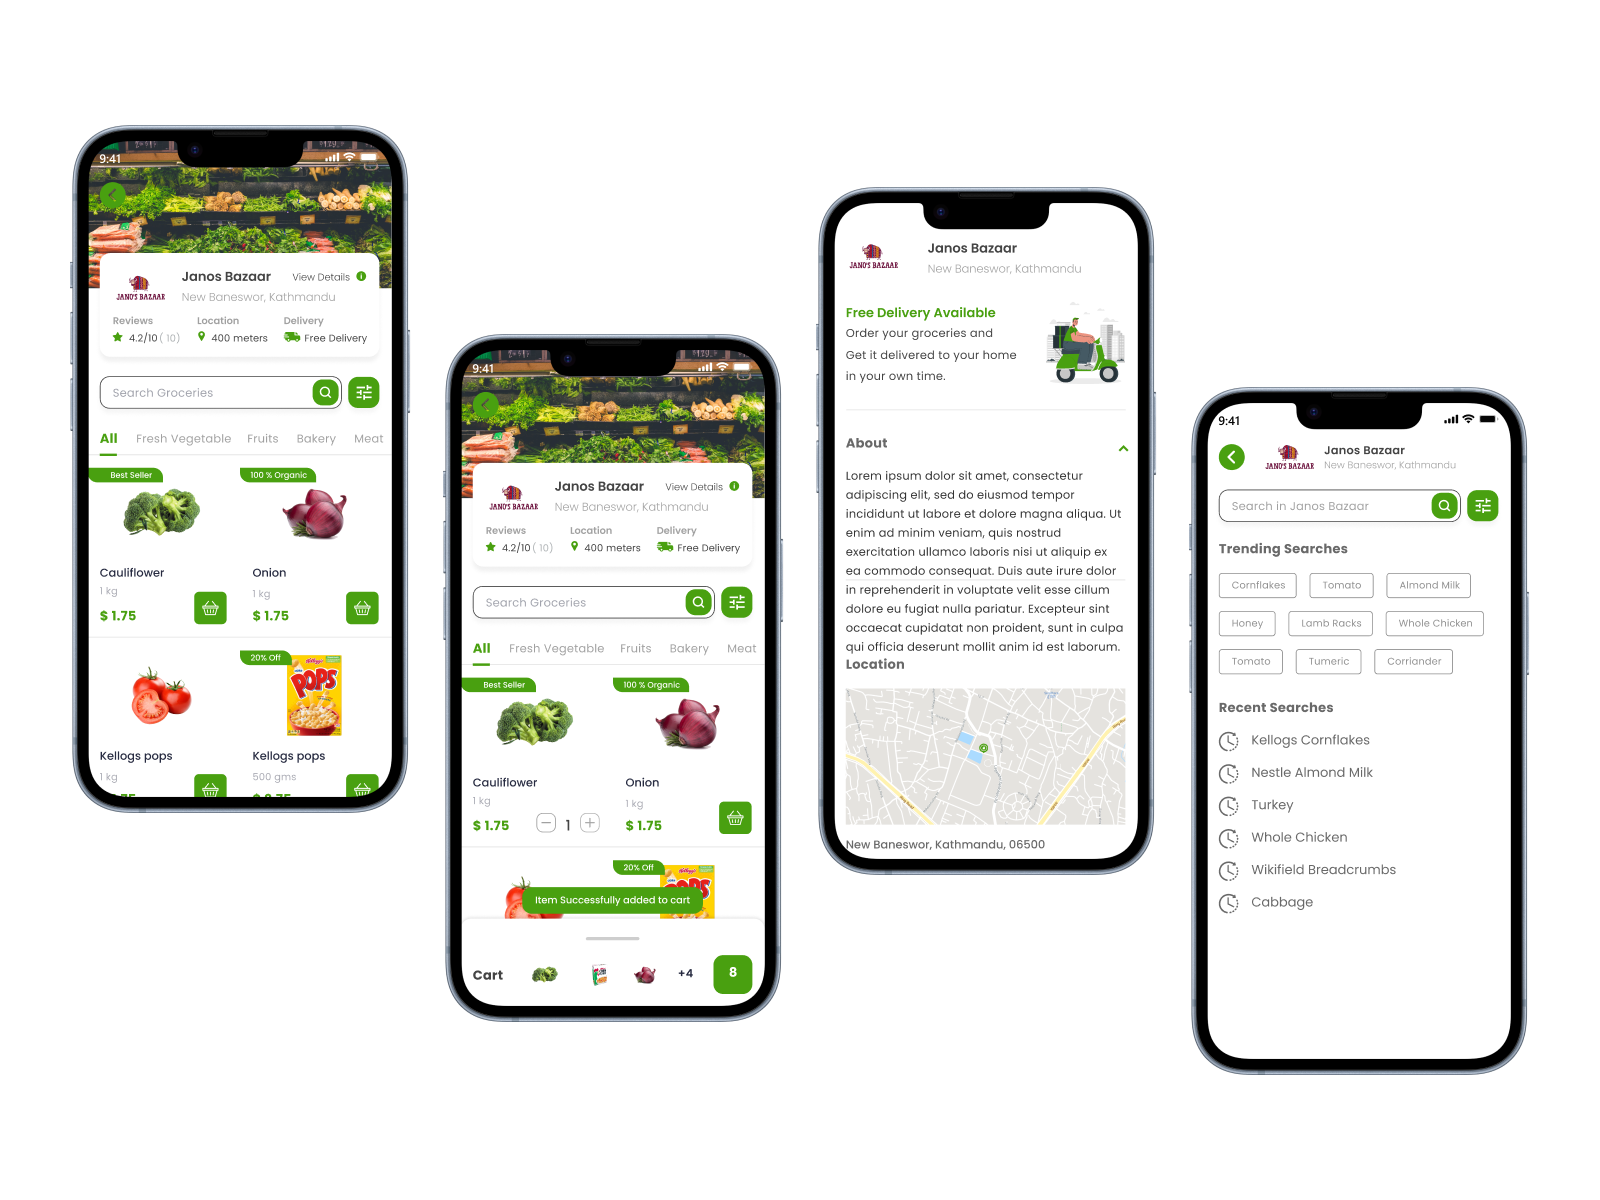 9:41
JANO'S BAZAAR
Janos Bazaar
View Details
New Baneswor, Kathmandu
Reviews
Location
Delivery
4.2/10 ( 10)
400 meters
Free Delivery
Search Groceries
All
Fresh Vegetable
Fruits
Bakery
Meat
Best Seller
100 % Organic
Cauliflower
Onion
1 kg
1 kg
$ 1.75
$ 1.75
20% Off
Kellogg's
POPS
Kellogs pops
Kellogs pops
1 kg
500 gms
9:41
JANO'S BAZAAR
Janos Bazaar
View Details
New Baneswor, Kathmandu
Reviews
Location
Delivery
4.2/10 ( 10)
400 meters
Free Delivery
Search Groceries
All
Fresh Vegetable
Fruits
Bakery
Meat
Best Seller
100 % Organic
Cauliflower
Onion
1 kg
1 kg
$ 1.75
1
$ 1.75
20% Off
Kellogg's
POPS
Item Successfully added to cart
Cart
+4
8
JANO'S BAZAAR
Janos Bazaar
New Baneswor, Kathmandu
Free Delivery Available
Order your groceries and
Get it delivered to your home
in your own time.
About
Lorem ipsum dolor sit amet, consectetur
adipiscing elit, sed do eiusmod tempor
incididunt ut labore et dolore magna aliqua. Ut
enim ad minim veniam, quis nostrud
exercitation ullamco laboris nisi ut aliquip ex
ea commodo consequat. Duis aute irure dolor
in reprehenderit in voluptate velit esse cillum
dolore eu fugiat nulla pariatur. Excepteur sint
occaecat cupidatat non proident, sunt in culpa
qui officia deserunt mollit anim id est laborum.
Location
New Baneswor, Kathmandu, 06500
9:41
JANO'S BAZAAR
Janos Bazaar
New Baneswor, Kathmandu
Search in Janos Bazaar
Trending Searches
Cornflakes
Tomato
Almond Milk
Honey
Lamb Racks
Whole Chicken
Tomato
Tumeric
Corriander
Recent Searches
Kellogs Cornflakes
Nestle Almond Milk
Turkey
Whole Chicken
Wikifield Breadcrumbs
Cabbage